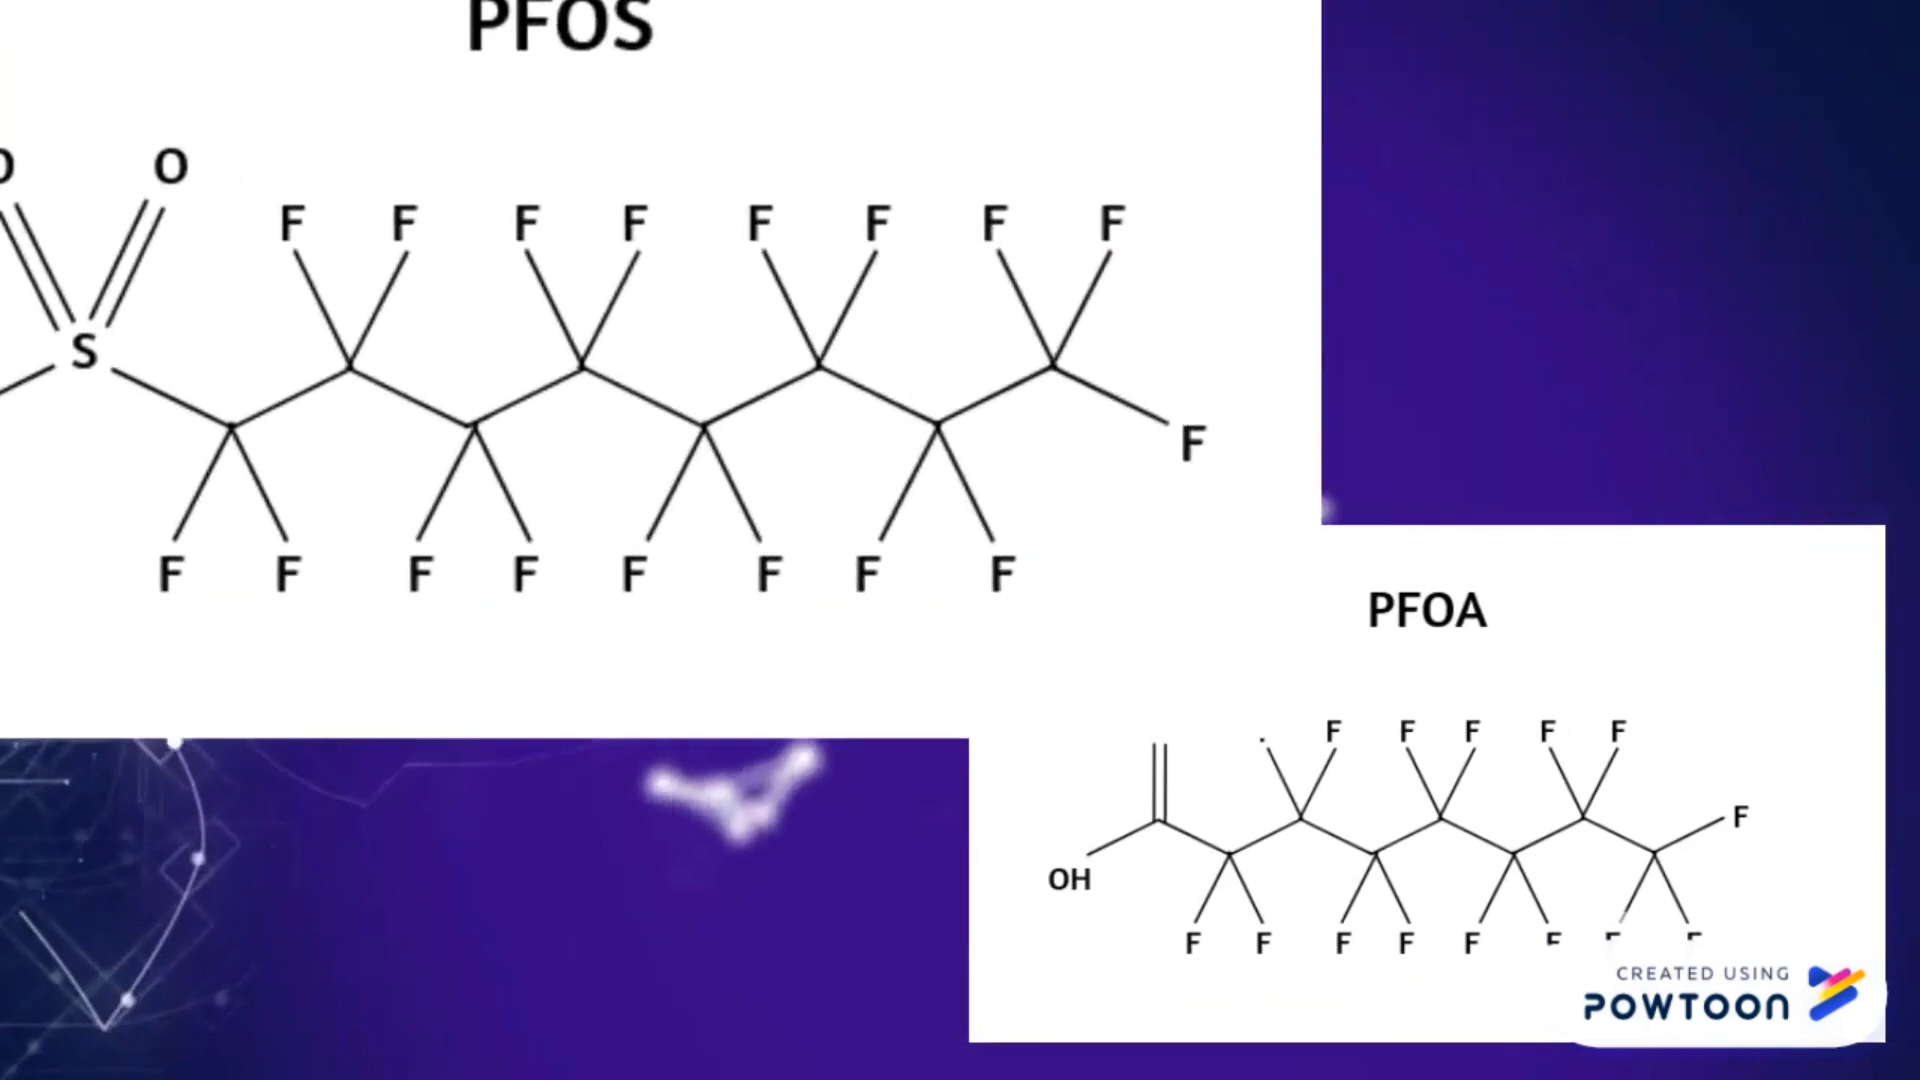 PFOS
O O
F F F F F F F F
S
F
F F F F F F F F
PFOA
F F F F F
F
OH
F F F F F F
CREATED USING
POWTOON